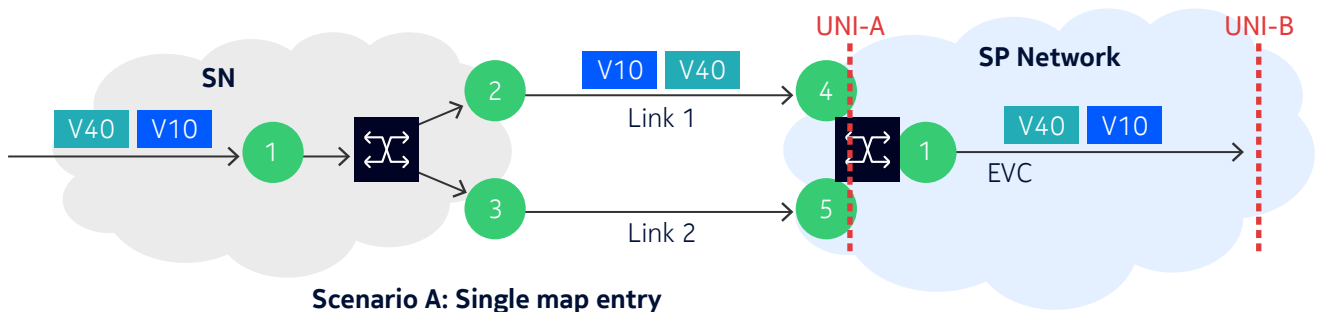 UNI-A
UNI-B
SN
SP Network
V10 V40
2
4
Link 1
V40 V10
1
V40 V10
1
EVC
3
5
Link 2
Scenario A: Single map entry